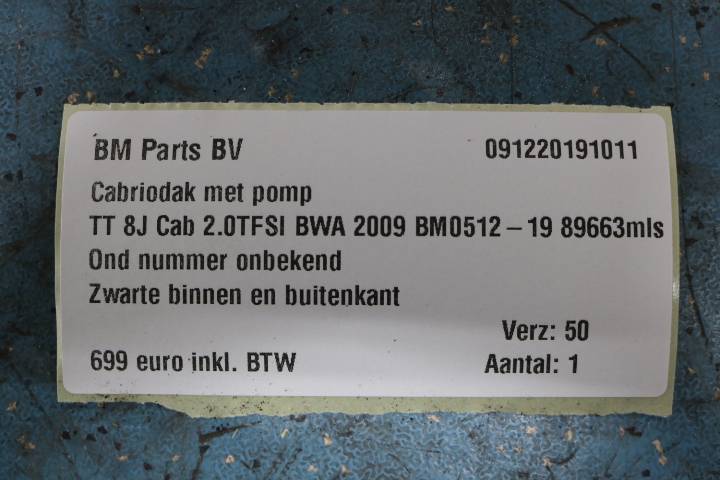 BM Parts BV 091220191011
Cabriodak met pomp
TT 8J Cab 2.0TFSI BWA 2009 BM0512 – 19 89663mls
Ond nummer onbekend
Zwarte binnen en buitenkant
Verz: 50
699 euro inkl. BTW Aantal: 1